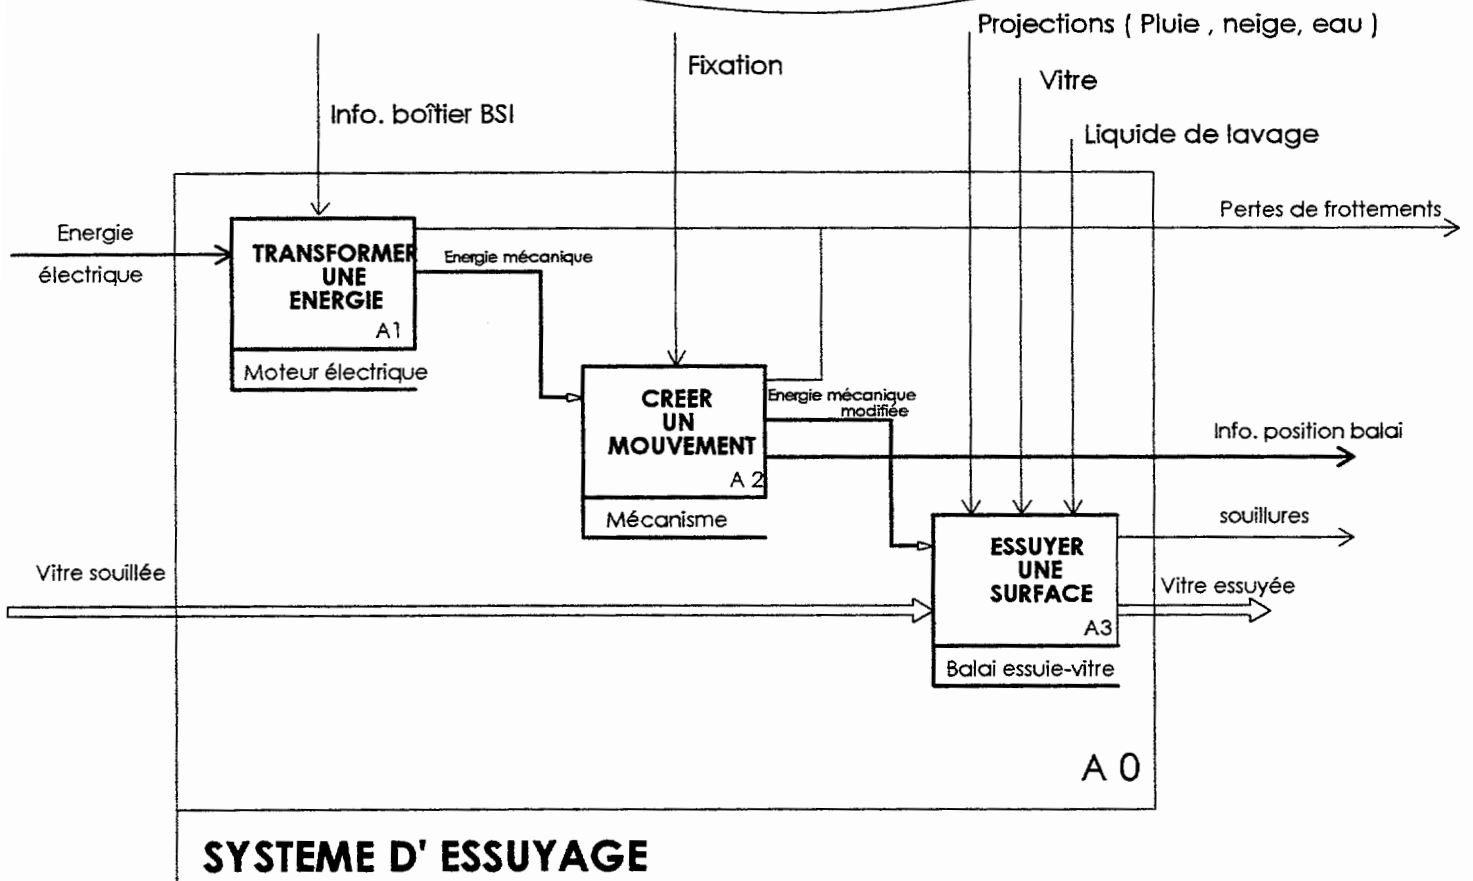 Projections ( Pluie , neige, eau )
Fixation
Vitre
Info. boîtier BSI
Liquide de lavage
Pertes de frottements
Energie
électrique
TRANSFORMER
UNE
ENERGIE
A1
Moteur électrique
Energie mécanique
CREER
UN
MOUVEMENT
A 2
Mécanisme
Energie mécanique
modifiée
Info. position balai
souillures
Vitre souillée
ESSUYER
UNE
SURFACE
A3
Balai essuie-vitre
Vitre essuyée
A 0
SYSTEME D' ESSUYAGE